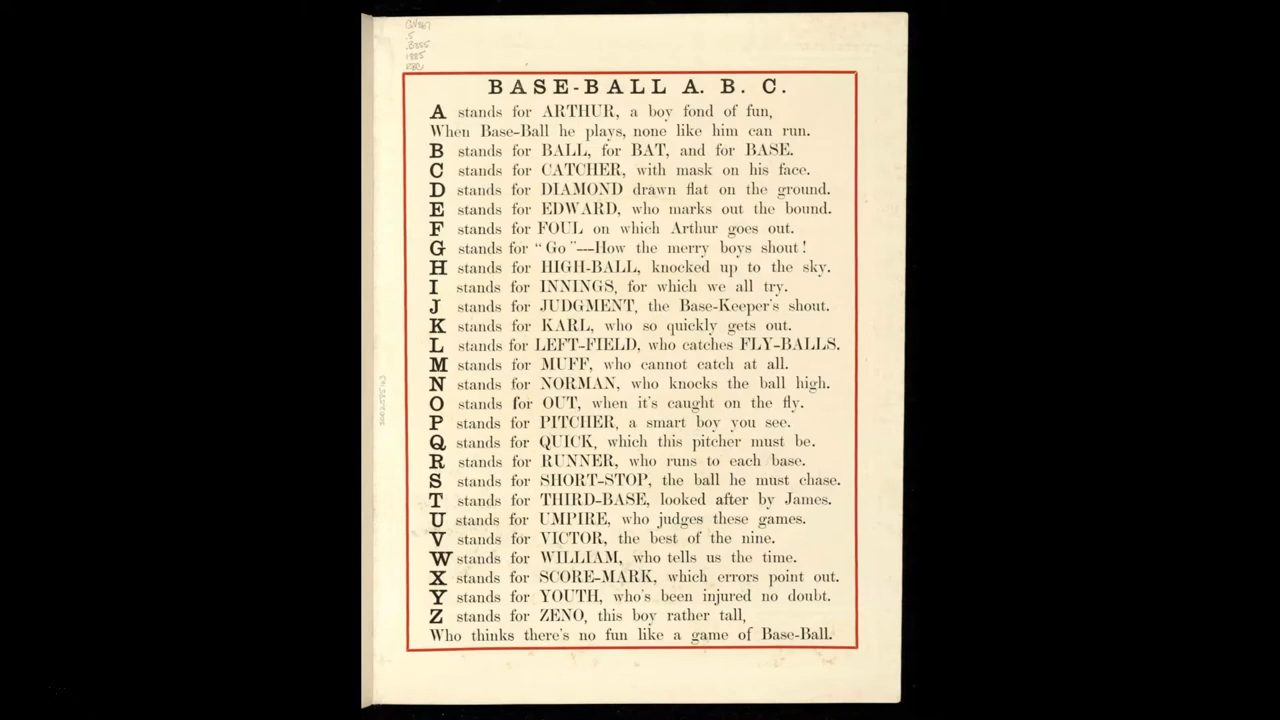 GV867
.5
.B355
1885
RBC
BASE-BALL A. B. C.
A stands for ARTHUR, a boy fond of fun,
When Base-Ball he plays, none like him can run.
B stands for BALL, for BAT, and for BASE.
C stands for CATCHER, with mask on his face.
D stands for DIAMOND drawn flat on the ground.
E stands for EDWARD, who marks out the bound.
F stands for FOUL on which Arthur goes out.
G stands for “Go”—How the merry boys shout!
H stands for HIGH-BALL, knocked up to the sky.
I stands for INNINGS, for which we all try.
J stands for JUDGMENT, the Base-Keeper's shout.
K stands for KARL, who so quickly gets out.
L stands for LEFT-FIELD, who catches FLY-BALLS.
M stands for MUFF, who cannot catch at all.
N stands for NORMAN, who knocks the ball high.
O stands for OUT, when it's caught on the fly.
P stands for PITCHER, a smart boy you see.
Q stands for QUICK, which this pitcher must be.
R stands for RUNNER, who runs to each base.
S stands for SHORT-STOP, the ball he must chase.
T stands for THIRD-BASE, looked after by James.
U stands for UMPIRE, who judges these games.
V stands for VICTOR, the best of the nine.
W stands for WILLIAM, who tells us the time.
X stands for SCORE-MARK, which errors point out.
Y stands for YOUTH, who's been injured no doubt.
Z stands for ZENO, this boy rather tall,
Who thinks there's no fun like a game of Base-Ball.